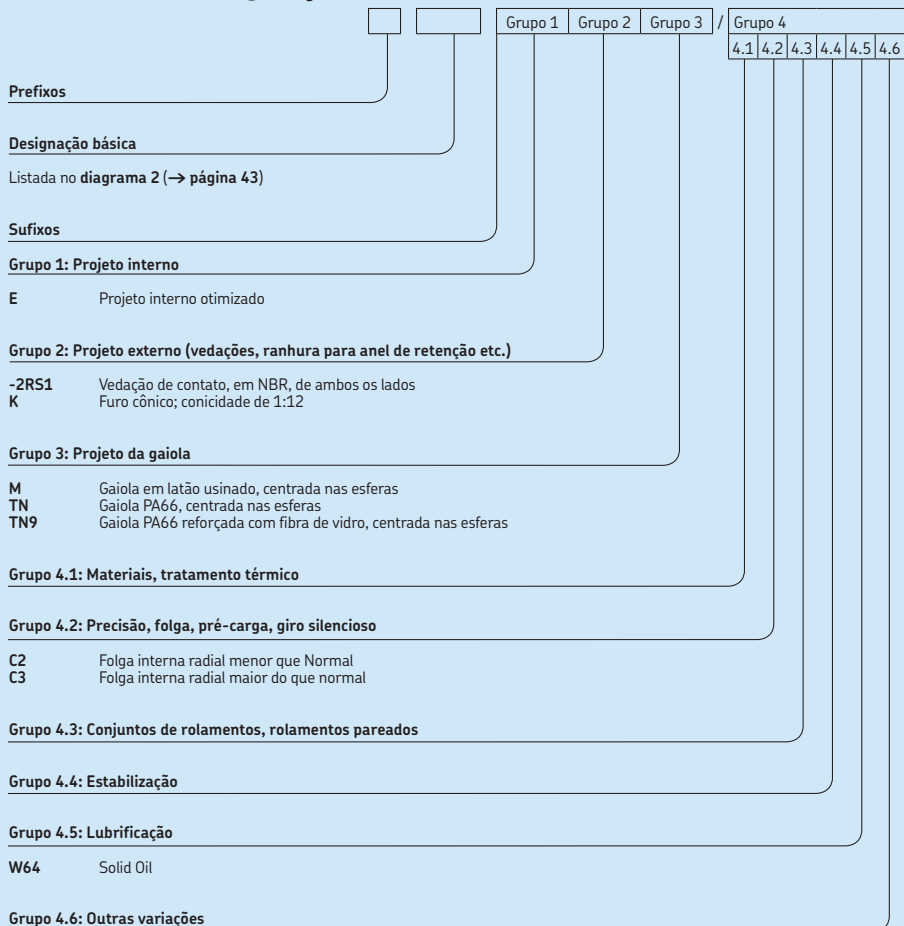 Grupo 1 Grupo 2 Grupo 3 / Grupo 4
4.1 4.2 4.3 4.4 4.5 4.6
Prefixos
Designação básica
Listada no diagrama 2 (→ página 43)
Sufixos
Grupo 1: Projeto interno
E Projeto interno otimizado
Grupo 2: Projeto externo (vedações, ranhura para anel de retenção etc.)
-2RS1 Vedação de contato, em NBR, de ambos os lados
K Furo cônico; conicidade de 1:12
Grupo 3: Projeto da gaiola
M Gaiola em latão usinado, centrada nas esferas
TN Gaiola PA66, centrada nas esferas
TN9 Gaiola PA66 reforçada com fibra de vidro, centrada nas esferas
Grupo 4.1: Materiais, tratamento térmico
Grupo 4.2: Precisão, folga, pré-carga, giro silencioso
C2 Folga interna radial menor que Normal
C3 Folga interna radial maior do que normal
Grupo 4.3: Conjuntos de rolamentos, rolamentos pareados
Grupo 4.4: Estabilização
Grupo 4.5: Lubrificação
W64 Solid Oil
Grupo 4.6: Outras variações